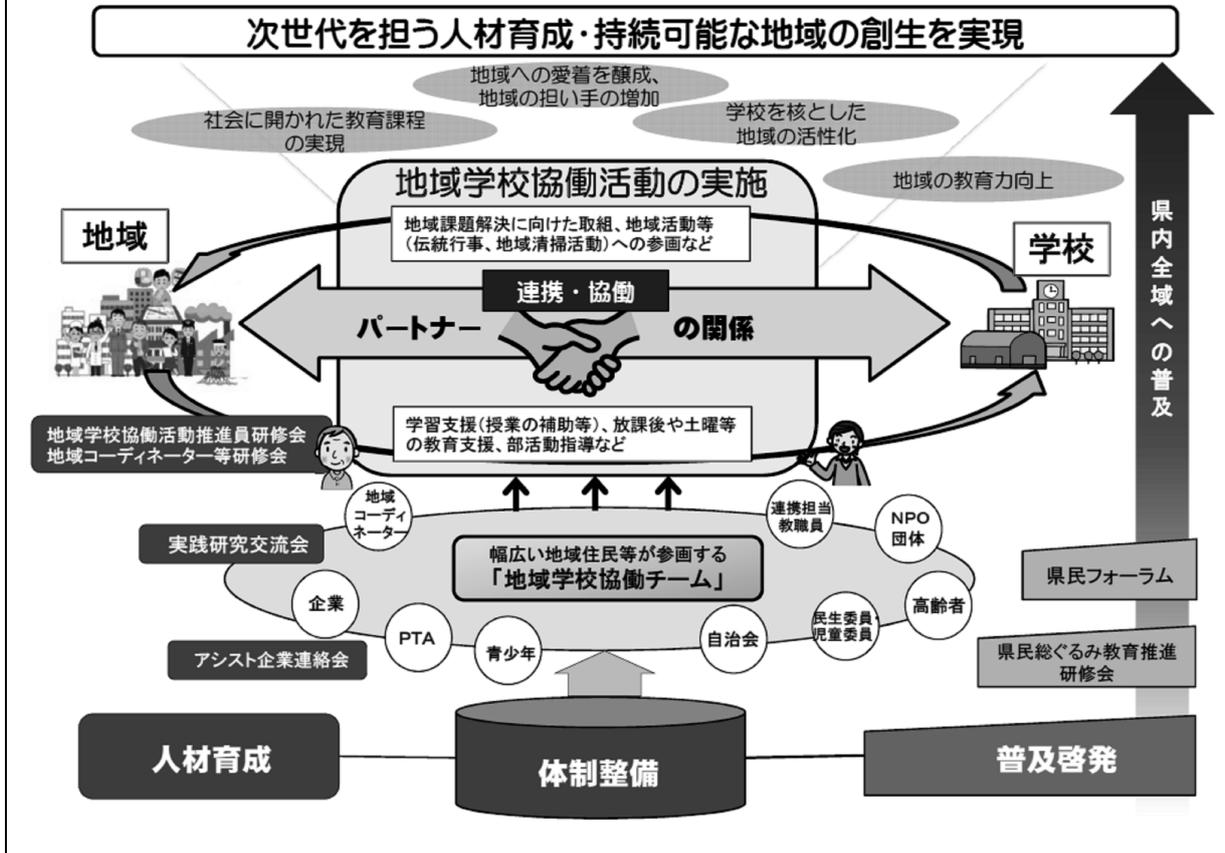 次世代を担う人材育成・持続可能な地域の創生を実現
地域への愛着を醸成、
地域の担い手の増加
社会に開かれた教育課程
の実現
学校を核とした
地域の活性化
地域の教育力向上
地域学校協働活動の実施
地域課題解決に向けた取組、地域活動等
（伝統行事、地域清掃活動）への参画など
地域
学校
連携・協働
パートナー
の関係
県内全域への普及
学習支援（授業の補助等）、放課後や土曜等
の教育支援、部活動指導など
地域学校協働活動推進員研修会
地域コーディネーター等研修会
地域
コーディ
ネーター
連携担当
教職員
NPO
団体
実践研究交流会
幅広い地域住民等が参画する
「地域学校協働チーム」
県民フォーラム
企業
PTA
青少年
自治会
民生委員・
児童委員
高齢者
アシスト企業連絡会
県民総ぐるみ教育推進
研修会
人材育成
体制整備
普及啓発